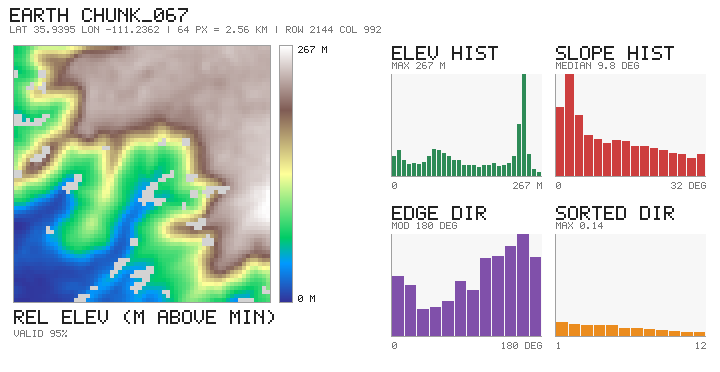 EARTH CHUNK_067
LAT 35.9395 LON -111.2362 | 64 PX = 2.56 KM | ROW 2144 COL 992
267 M
0 M
REL ELEV (M ABOVE MIN)
VALID 95%
ELEV HIST
MAX 267 M
0 267 M
SLOPE HIST
MEDIAN 9.8 DEG
0 32 DEG
EDGE DIR
MOD 180 DEG
0 180 DEG
SORTED DIR
MAX 0.14
1 12